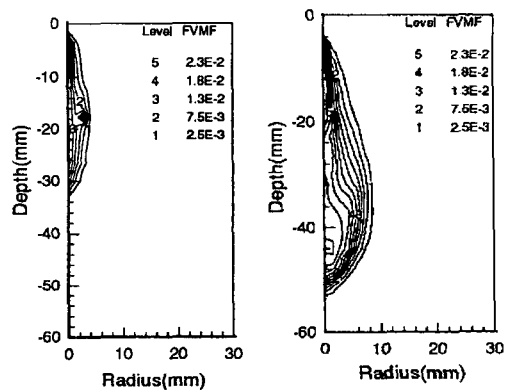 Level FVMF
5 2.3E-2
4 1.8E-2
3 1.3E-2
2 7.5E-3
1 2.5E-3
0
-10
-20
-30
-40
-50
-60
Depth(mm)
2
0 10 20 30
Radius(mm)
Level FVMF
5 2.3E-2
4 1.8E-2
3 1.3E-2
2 7.5E-3
1 2.5E-3
0
-20
-40
-60
Depth(mm)
0 10 20 30
Radius(mm)